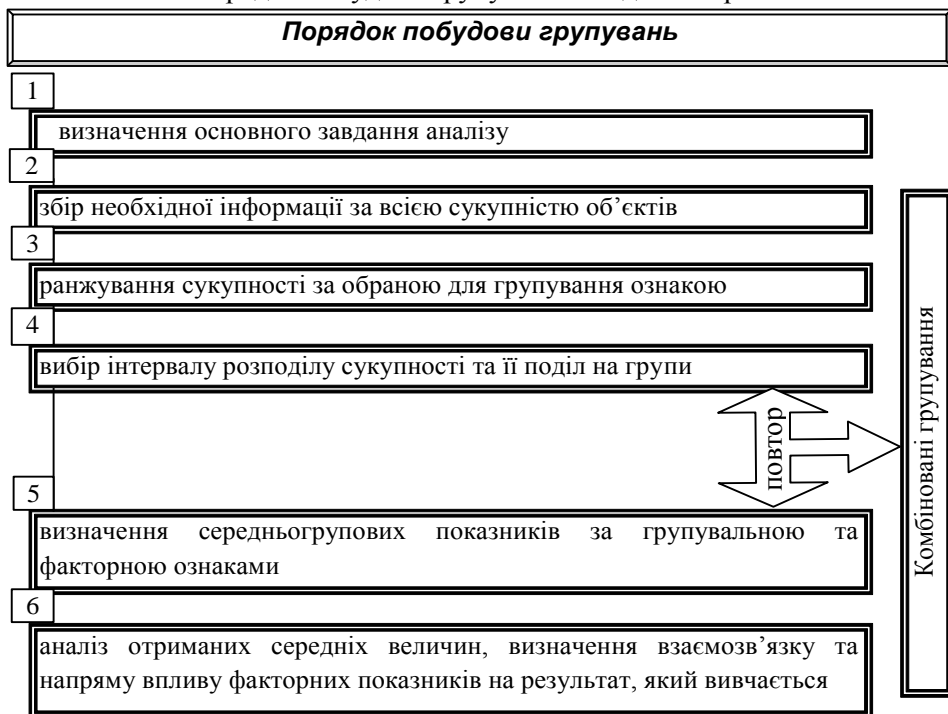 Порядок побудови групувань
1
визначення основного завдання аналізу
2
збір необхідної інформації за всією сукупністю об’єктів
3
ранжування сукупності за обраною для групування ознакою
4
вибір інтервалу розподілу сукупності та її поділ на групи
повтор
Комбіновані групування
5
визначення середньогрупових показників за групувальною та
факторною ознаками
6
аналіз отриманих середніх величин, визначення взаємозв’язку та
напряму впливу факторних показників на результат, який вивчається